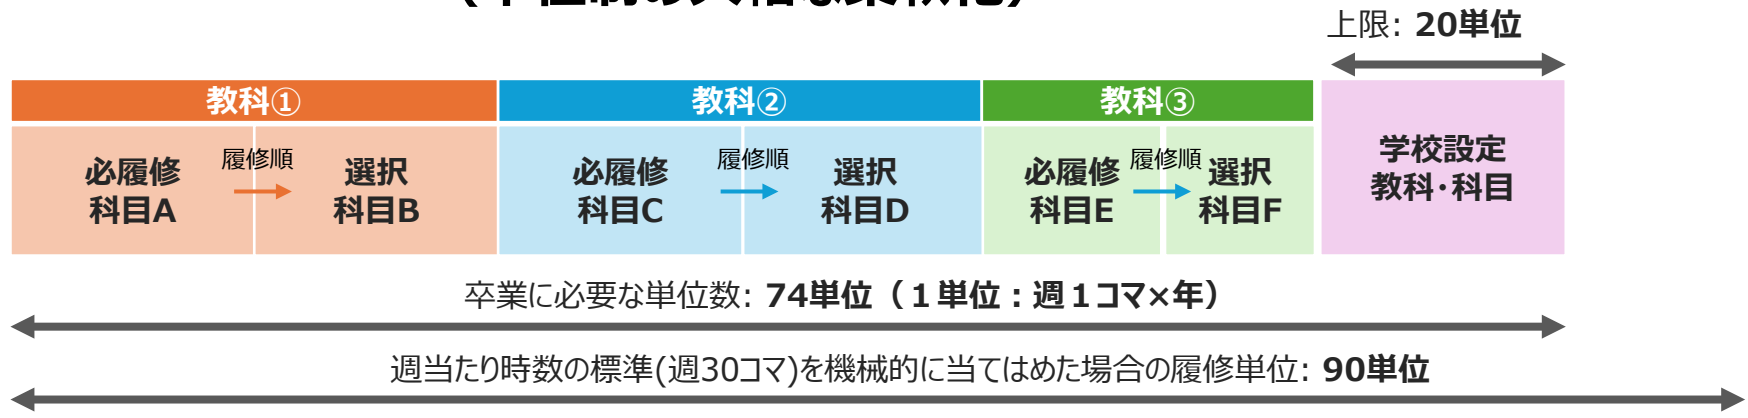 上限: 20単位
教科① 教科② 教科③
履修順 履修順 履修順
必履修 選択 必履修 選択 必履修 選択 学校設定
科目A 科目B 科目C 科目D 科目E 科目F 教科・科目
卒業に必要な単位数: 74単位（１単位：週１コマ×年）
週当たり時数の標準(週30コマ)を機械的に当てはめた場合の履修単位: 90単位